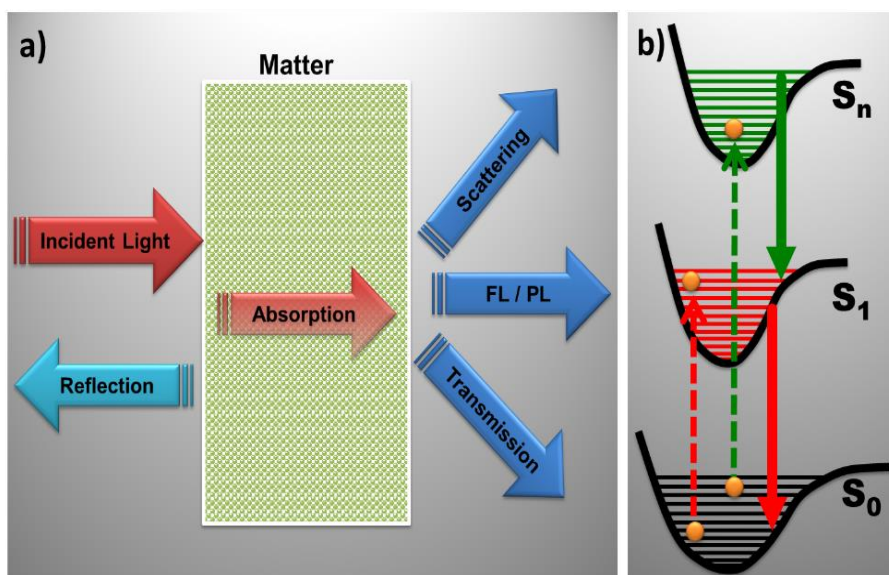 a)
Matter
Incident Light
Absorption
Reflection
Scattering
FL / PL
Transmission
b)
Sn
S1
S0